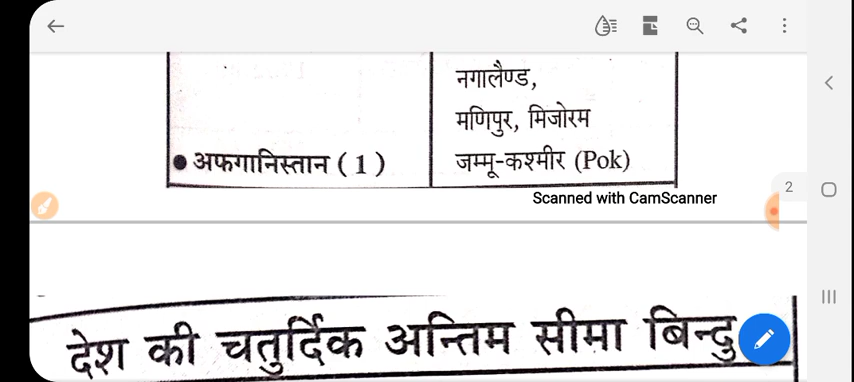 नगालैण्ड,
मणिपुर, मिजोरम
● अफगानिस्तान ( 1 ) जम्मू-कश्मीर (Pok)
Scanned with CamScanner
2
देश की चतुर्दिक अन्तिम सीमा बिन्दु